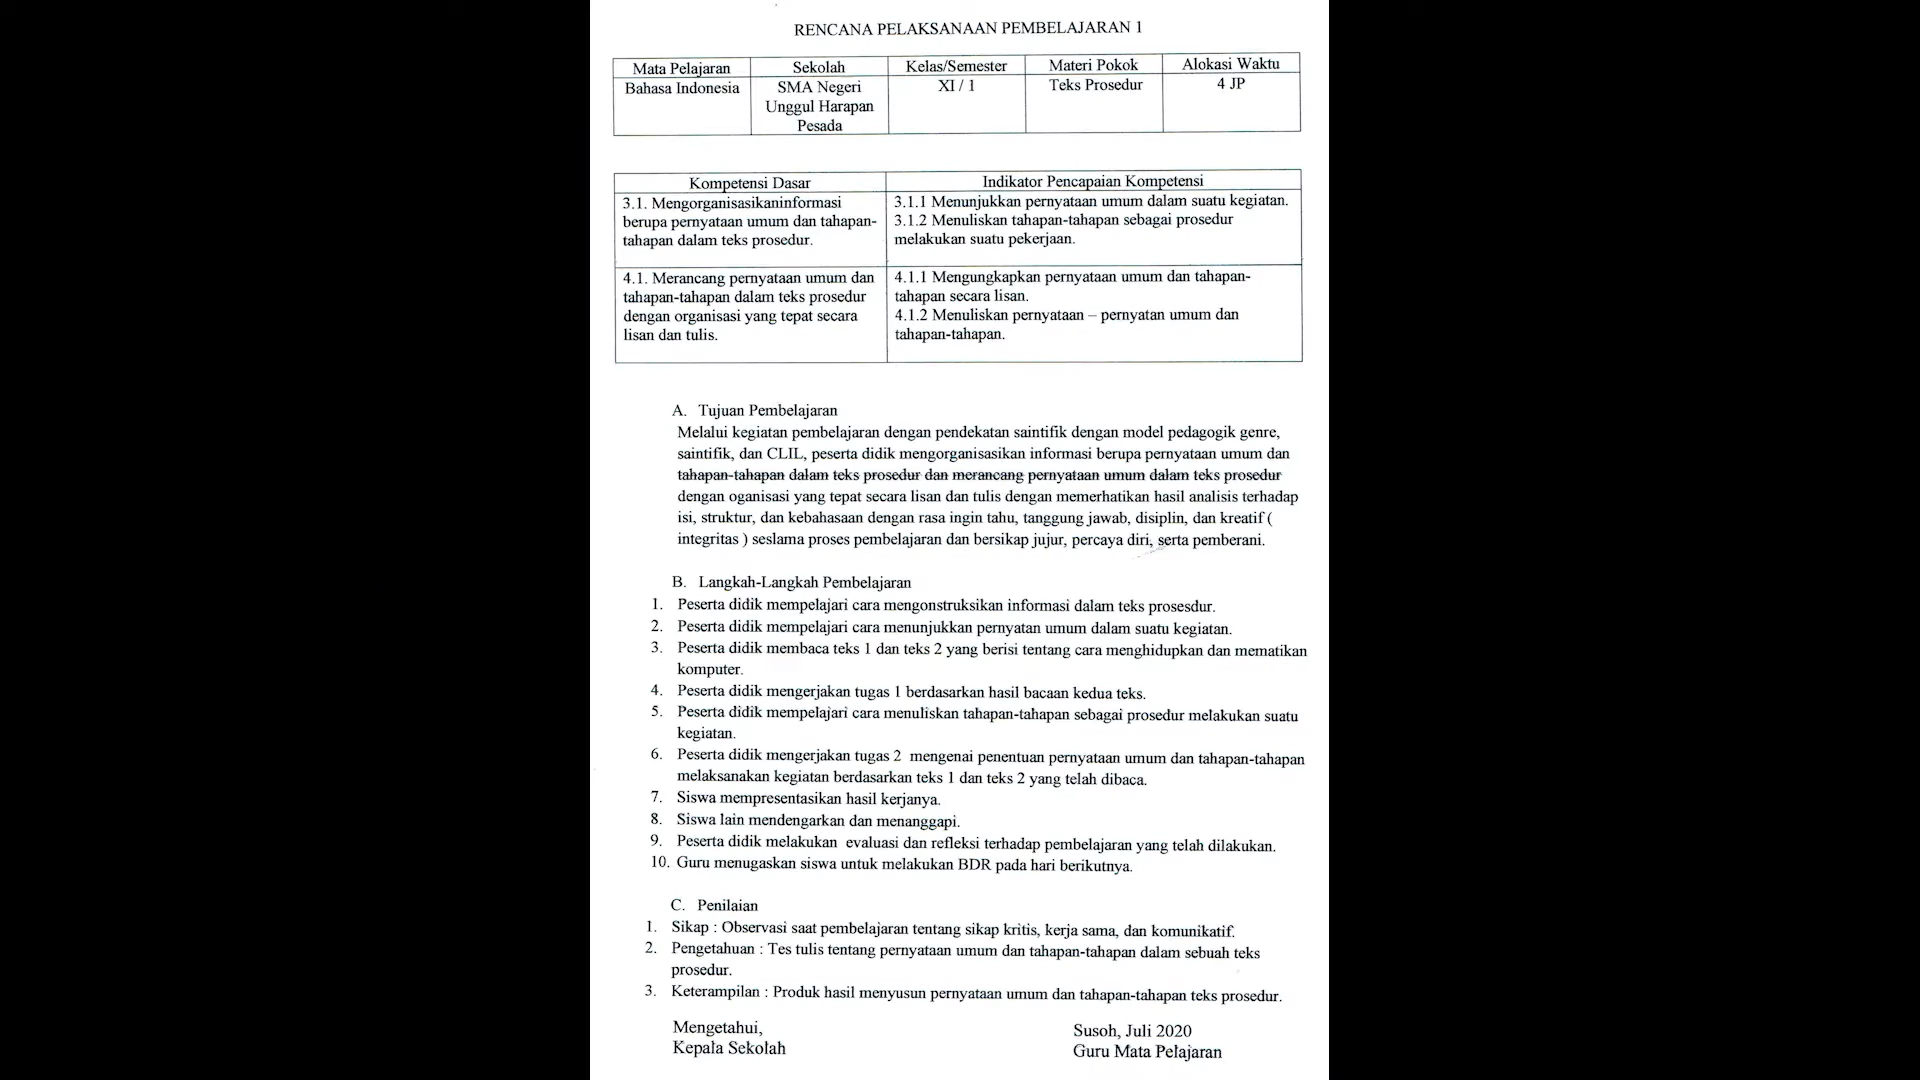 RENCANA PELAKSANAAN PEMBELAJARAN 1
Mata Pelajaran Sekolah Kelas/Semester Materi Pokok Alokasi Waktu
Bahasa Indonesia SMA Negeri XI / 1 Teks Prosedur 4 JP
Unggul Harapan
Pesada
Kompetensi Dasar Indikator Pencapaian Kompetensi
3.1. Mengorganisasikaninformasi
berupa pernyataan umum dan tahapan-
tahapan dalam teks prosedur.
3.1.1 Menunjukkan pernyataan umum dalam suatu kegiatan.
3.1.2 Menuliskan tahapan-tahapan sebagai prosedur
melakukan suatu pekerjaan.
4.1. Merancang pernyataan umum dan
tahapan-tahapan dalam teks prosedur
dengan organisasi yang tepat secara
lisan dan tulis.
4.1.1 Mengungkapkan pernyataan umum dan tahapan-
tahapan secara lisan.
4.1.2 Menuliskan pernyataan – pernyatan umum dan
tahapan-tahapan.
A. Tujuan Pembelajaran
Melalui kegiatan pembelajaran dengan pendekatan saintifik dengan model pedagogik genre,
saintifik, dan CLIL, peserta didik mengorganisasikan informasi berupa pernyataan umum dan
tahapan-tahapan dalam teks prosedur dan merancang pernyataan umum dalam teks prosedur
dengan oganisasi yang tepat secara lisan dan tulis dengan memerhatikan hasil analisis terhadap
isi, struktur, dan kebahasaan dengan rasa ingin tahu, tanggung jawab, disiplin, dan kreatif (
integritas ) seslama proses pembelajaran dan bersikap jujur, percaya diri, serta pemberani.
B. Langkah-Langkah Pembelajaran
1. Peserta didik mempelajari cara mengonstruksikan informasi dalam teks prosesdur.
2. Peserta didik mempelajari cara menunjukkan pernyatan umum dalam suatu kegiatan.
3. Peserta didik membaca teks 1 dan teks 2 yang berisi tentang cara menghidupkan dan mematikan
komputer.
4. Peserta didik mengerjakan tugas 1 berdasarkan hasil bacaan kedua teks.
5. Peserta didik mempelajari cara menuliskan tahapan-tahapan sebagai prosedur melakukan suatu
kegiatan.
6. Peserta didik mengerjakan tugas 2 mengenai penentuan pernyataan umum dan tahapan-tahapan
melaksanakan kegiatan berdasarkan teks 1 dan teks 2 yang telah dibaca.
7. Siswa mempresentasikan hasil kerjanya.
8. Siswa lain mendengarkan dan menanggapi.
9. Peserta didik melakukan evaluasi dan refleksi terhadap pembelajaran yang telah dilakukan.
10. Guru menugaskan siswa untuk melakukan BDR pada hari berikutnya.
C. Penilaian
1. Sikap : Observasi saat pembelajaran tentang sikap kritis, kerja sama, dan komunikatif.
2. Pengetahuan : Tes tulis tentang pernyataan umum dan tahapan-tahapan dalam sebuah teks
prosedur.
3. Keterampilan : Produk hasil menyusun pernyataan umum dan tahapan-tahapan teks prosedur.
Mengetahui, Susoh, Juli 2020
Kepala Sekolah Guru Mata Pelajaran